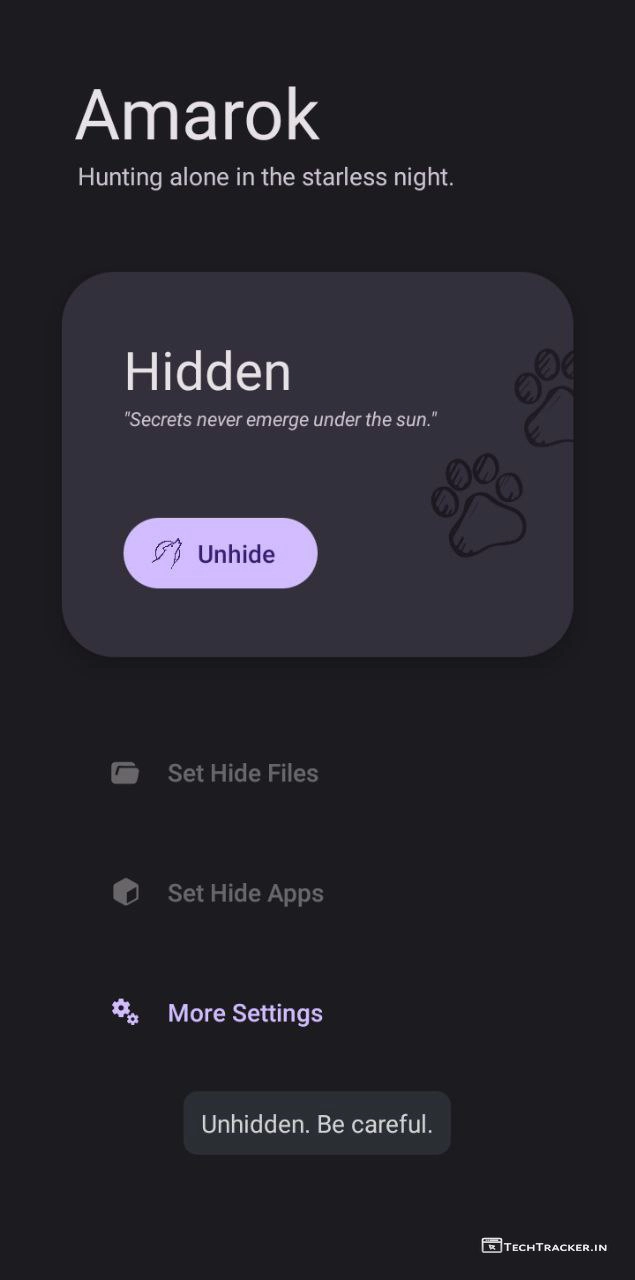 Amarok
Hunting alone in the starless night.
Hidden
"Secrets never emerge under the sun."
Unhide
Set Hide Files
Set Hide Apps
More Settings
Unhidden. Be careful.
TECHTRACKER.IN